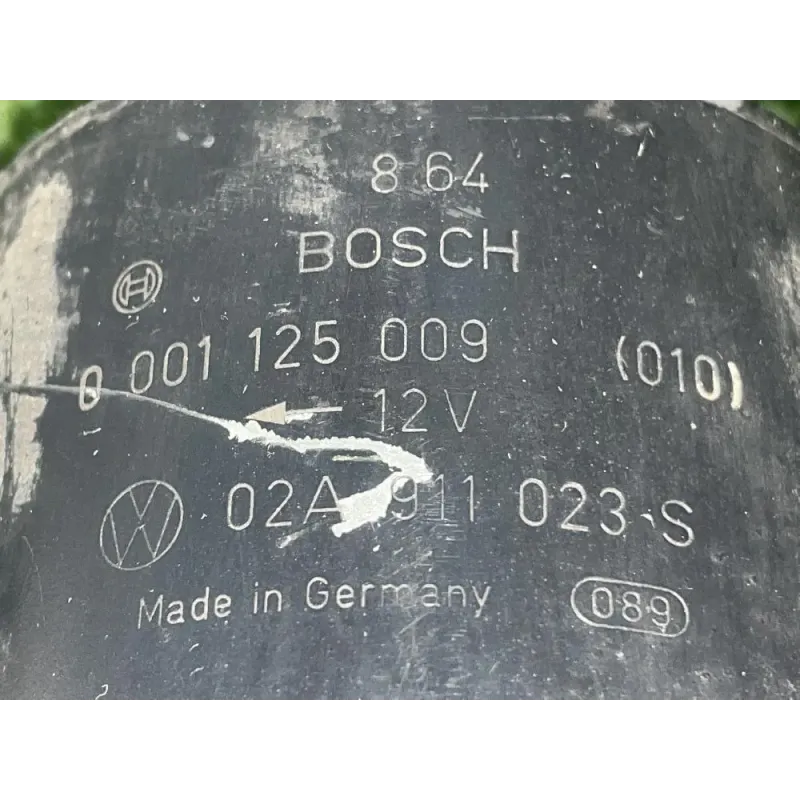 8 64
BOSCH
0 001 125 009 (010)
12V
02A 911 023 S
Made in Germany 089